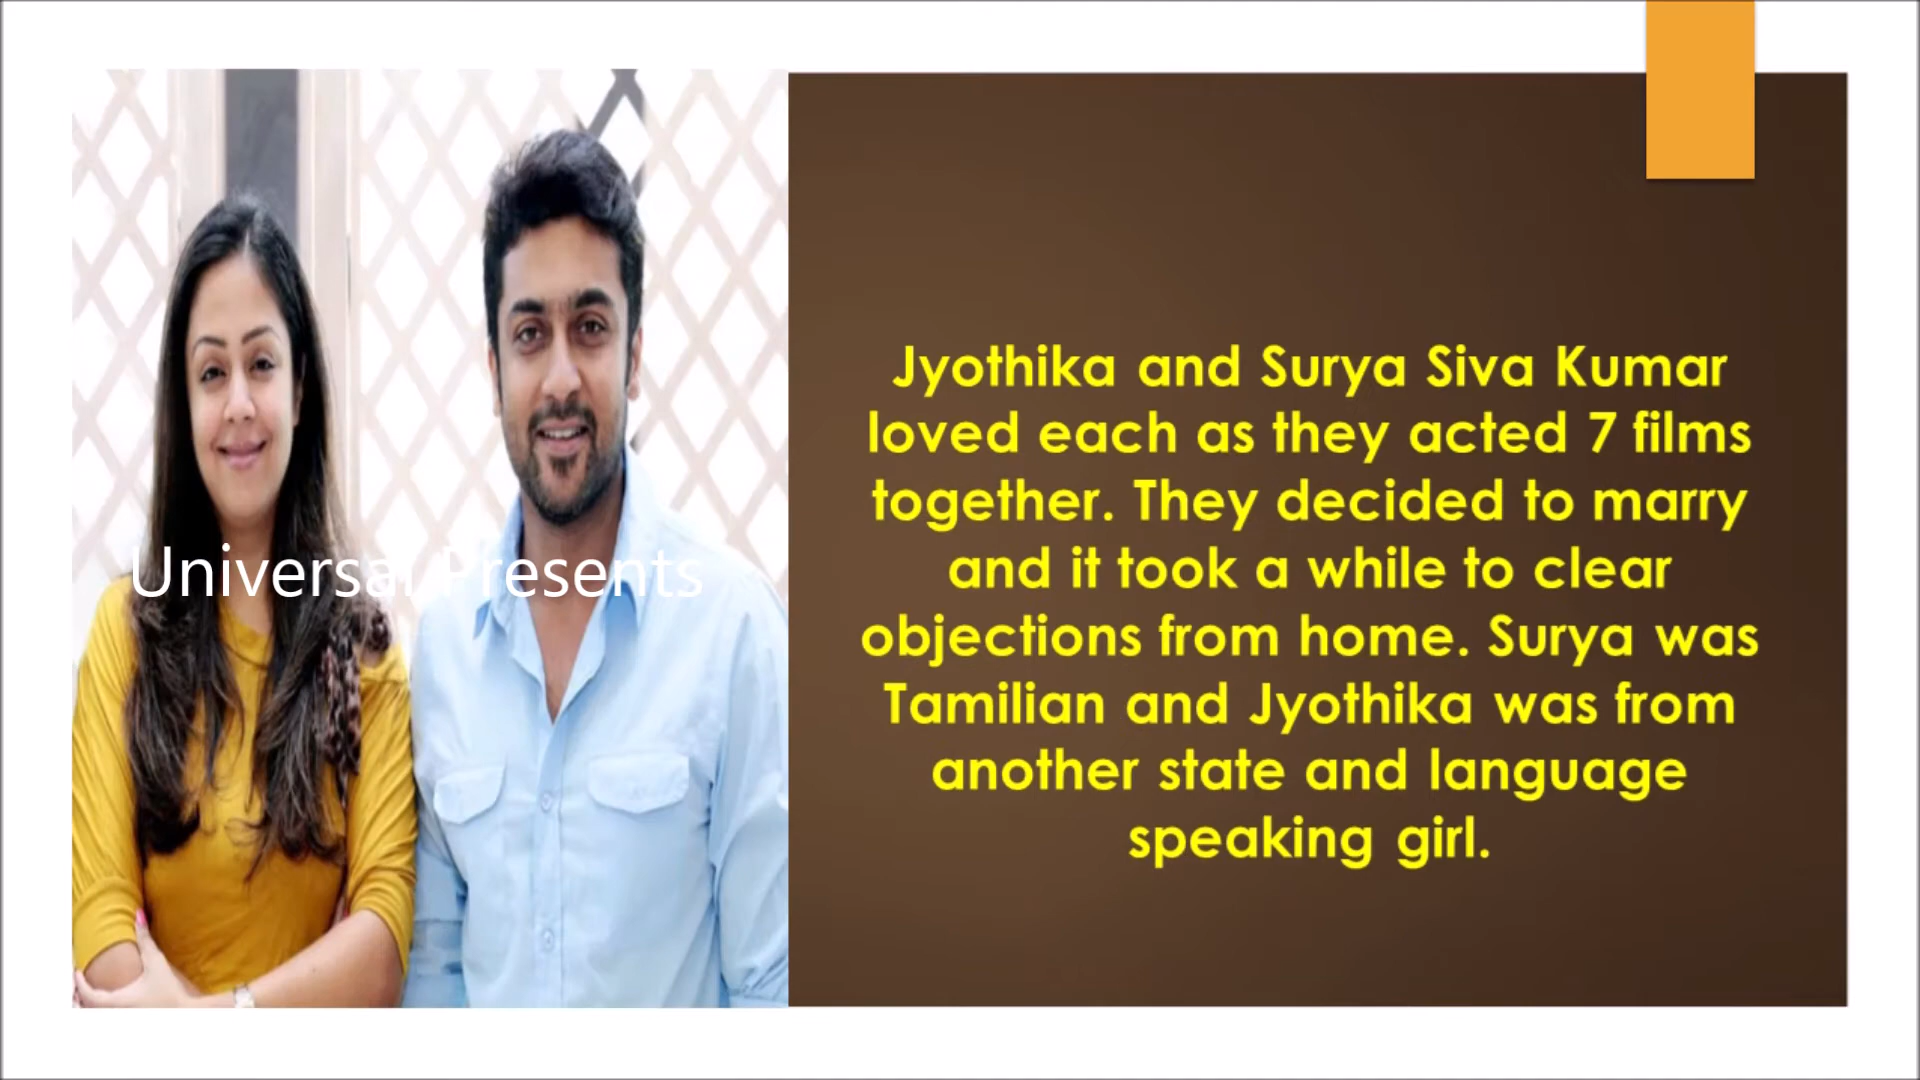 Universal Presents
Jyothika and Surya Siva Kumar
loved each as they acted 7 films
together. They decided to marry
and it took a while to clear
objections from home. Surya was
Tamilian and Jyothika was from
another state and language
speaking girl.